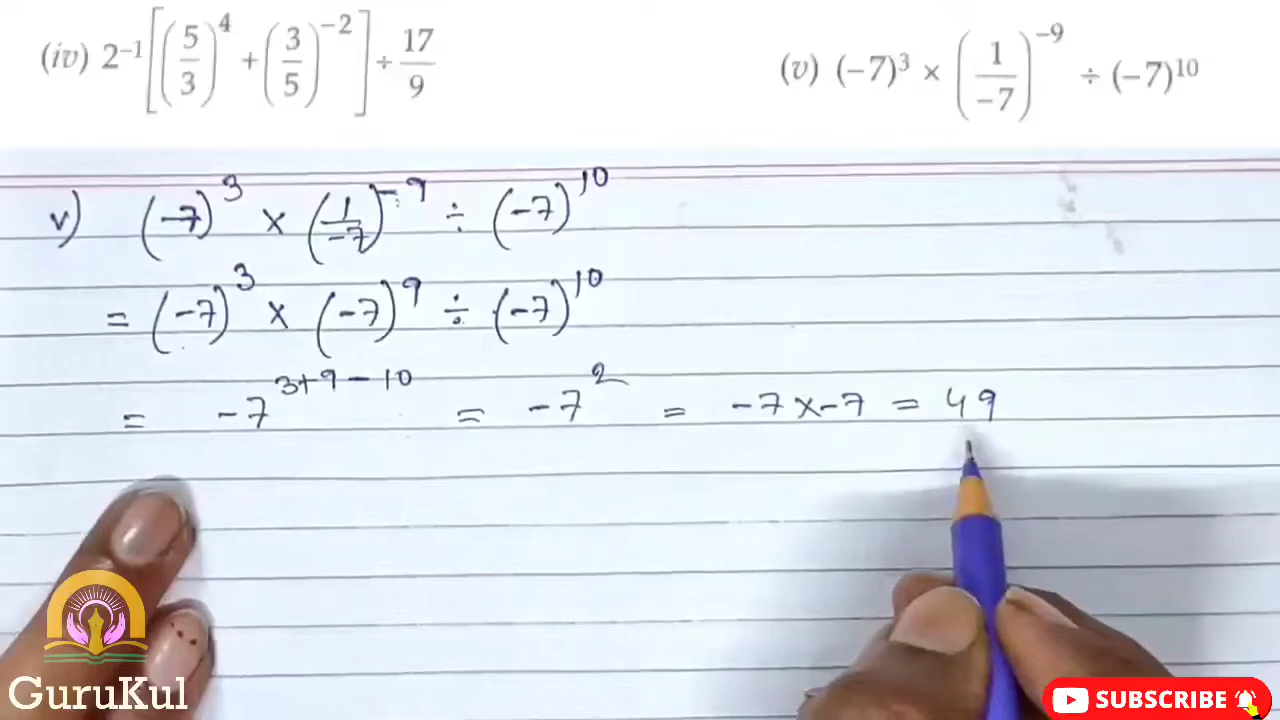 (iv) 2⁻¹[(5/3)⁴ + (3/5)⁻²] ÷ 17/9
(v) (−7)³ × (1/−7)⁻⁹ ÷ (−7)¹⁰
v) (−7)³ × (1/−7)⁻⁹ ÷ (−7)¹⁰
= (−7)³ × (−7)⁹ ÷ (−7)¹⁰
= −7³⁺⁹⁻¹⁰ = −7² = −7×−7 = 49
GuruKul
SUBSCRIBE